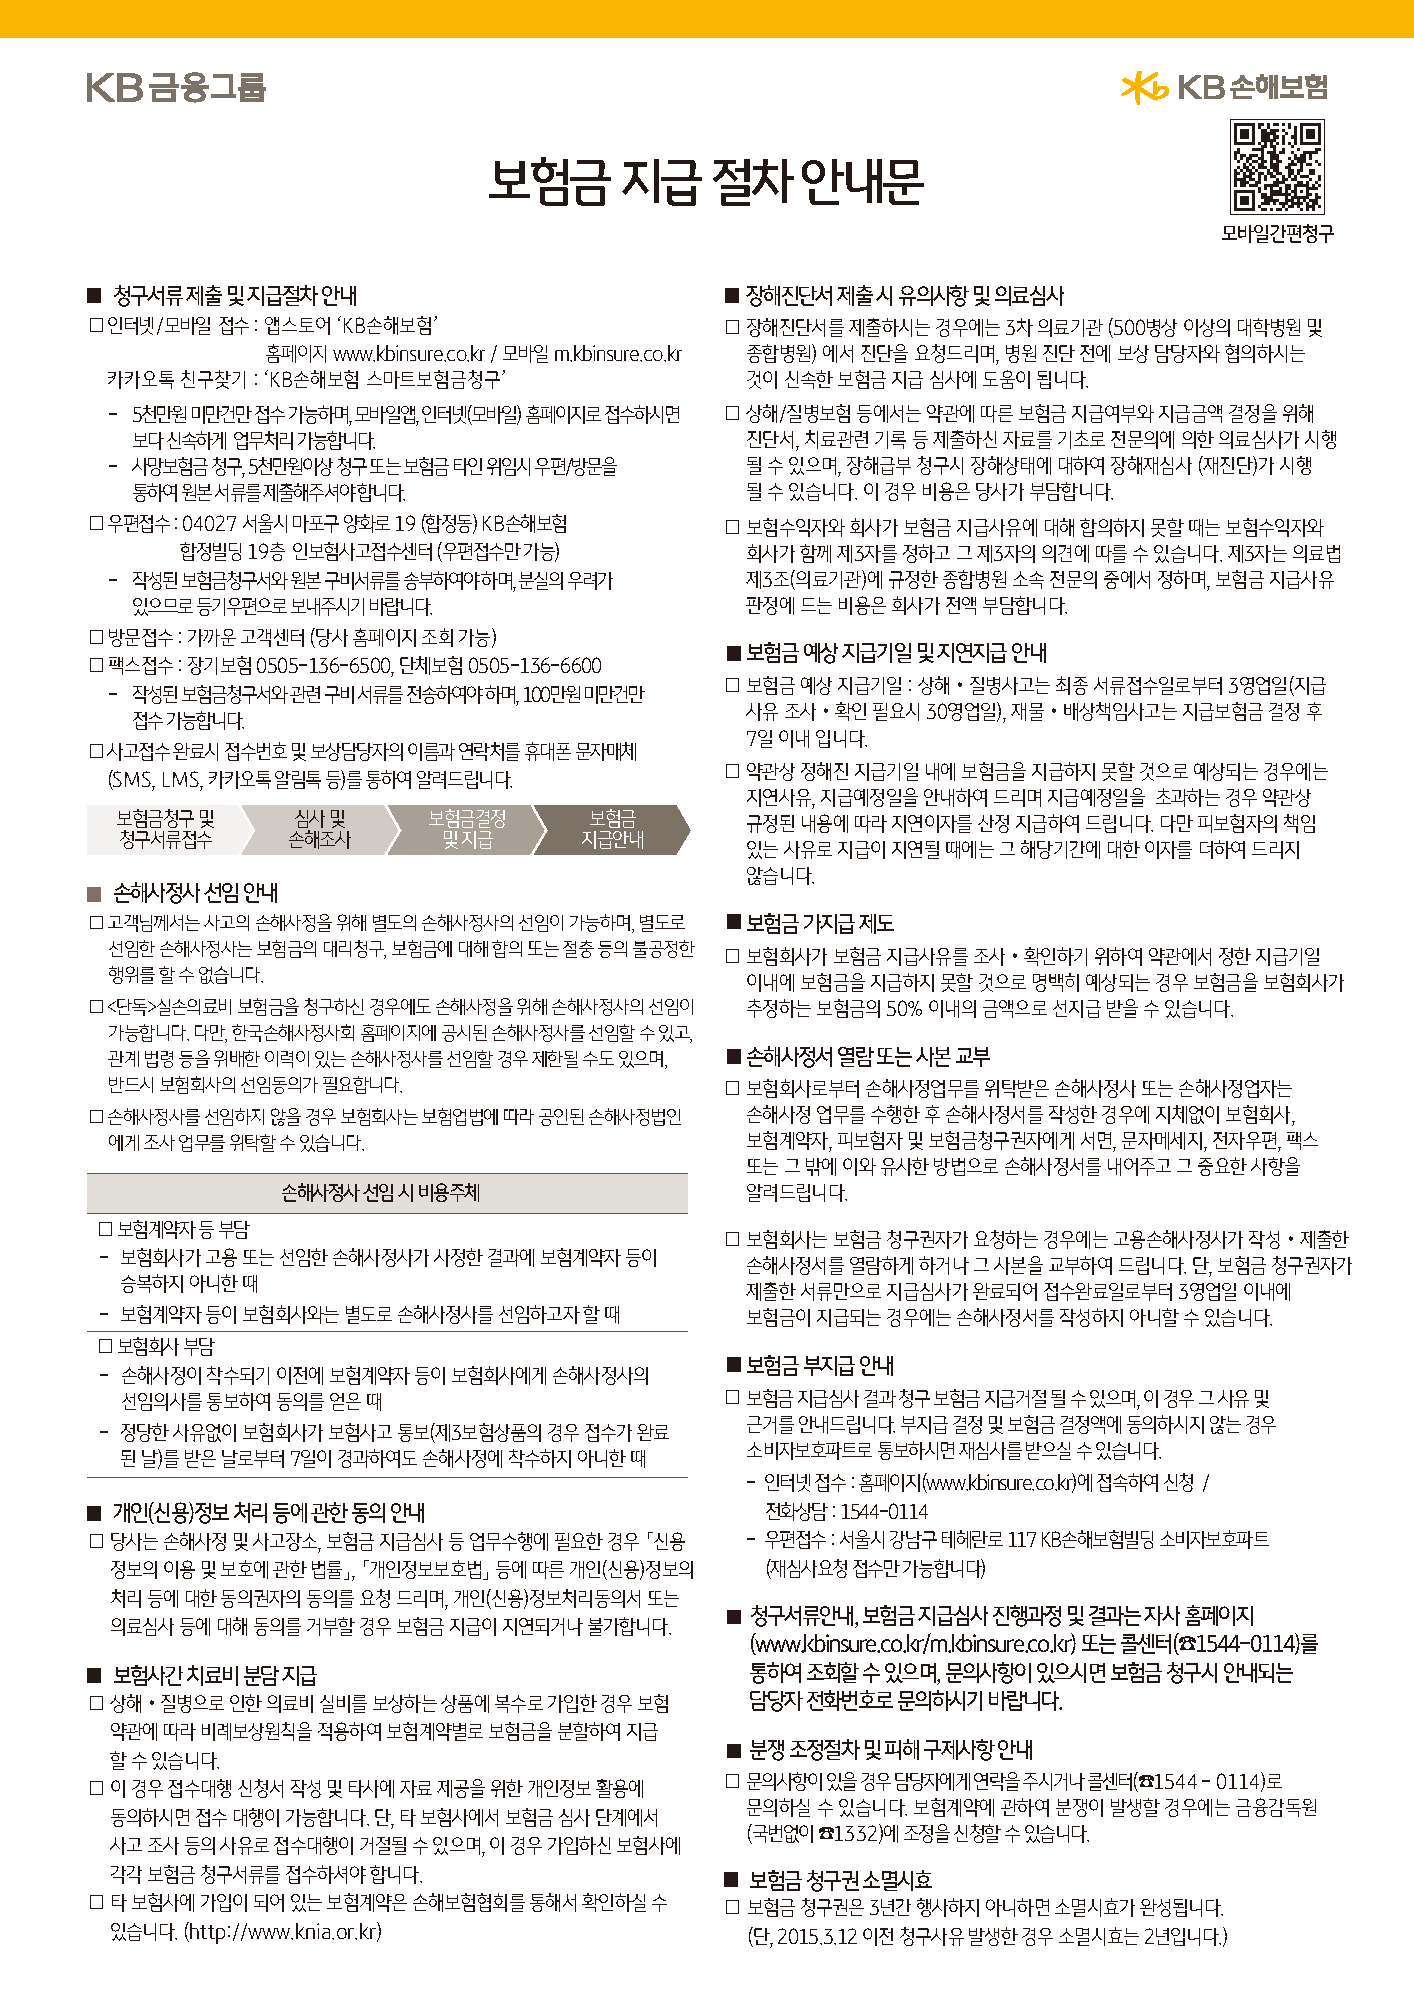 KB 금융그룹
KB 손해보험
보험금 지급 절차 안내문
모바일간편청구
■ 청구서류 제출 및 지급절차 안내
□ 인터넷/모바일 접수 : 앱스토어 ‘KB손해보험’
홈페이지 www.kbinsure.co.kr / 모바일 m.kbinsure.co.kr
카카오톡 친구찾기 : ‘KB손해보험 스마트보험금청구’
- 5천만원 미만건만 접수 가능하며, 모바일앱, 인터넷(모바일) 홈페이지로 접수하시면
보다 신속하게 업무처리 가능합니다.
- 사망보험금 청구, 5천만원이상 청구 또는 보험금 타인 위임시 우편/방문을
통하여 원본 서류를 제출해주셔야 합니다.
□ 우편접수 : 04027 서울시 마포구 양화로 19 (합정동) KB손해보험
합정빌딩 19층 인보험사고접수센터 (우편접수만 가능)
- 작성된 보험금청구서와 원본 구비서류를 송부하여야 하며, 분실의 우려가
있으므로 등기우편으로 보내주시기 바랍니다.
□ 방문접수 : 가까운 고객센터 (당사 홈페이지 조회 가능)
□ 팩스접수 : 장기보험 0505-136-6500, 단체보험 0505-136-6600
- 작성된 보험금청구서와 관련 구비 서류를 전송하여야 하며, 100만원 미만건만
접수 가능합니다.
□ 사고접수 완료시 접수번호 및 보상담당자의 이름과 연락처를 휴대폰 문자매체
(SMS, LMS, 카카오톡 알림톡 등)를 통하여 알려드립니다.
보험금청구 및 심사 및 보험금결정 보험금
청구서류접수 손해조사 및 지급 지급안내
■ 손해사정사 선임 안내
□ 고객님께서는 사고의 손해사정을 위해 별도의 손해사정사의 선임이 가능하며, 별도로
선임한 손해사정사는 보험금의 대리청구, 보험금에 대해 합의 또는 절충 등의 불공정한
행위를 할 수 없습니다.
□ <단독>실손의료비 보험금을 청구하신 경우에도 손해사정을 위해 손해사정사의 선임이
가능합니다. 다만, 한국손해사정사회 홈페이지에 공시된 손해사정사를 선임할 수 있고,
관계 법령 등을 위배한 이력이 있는 손해사정사를 선임할 경우 제한될 수도 있으며,
반드시 보험회사의 선임동의가 필요합니다.
□ 손해사정사를 선임하지 않을 경우 보험회사는 보험업법에 따라 공인된 손해사정법인
에게 조사 업무를 위탁할 수 있습니다.
손해사정사 선임 시 비용주체
□ 보험계약자 등 부담
- 보험회사가 고용 또는 선임한 손해사정사가 사정한 결과에 보험계약자 등이
승복하지 아니한 때
- 보험계약자 등이 보험회사와는 별도로 손해사정사를 선임하고자 할 때
□ 보험회사 부담
- 손해사정이 착수되기 이전에 보험계약자 등이 보험회사에게 손해사정사의
선임의사를 통보하여 동의를 얻은 때
- 정당한 사유없이 보험회사가 보험사고 통보(제3보험상품의 경우 접수가 완료
된 날)를 받은 날로부터 7일이 경과하여도 손해사정에 착수하지 아니한 때
■ 개인(신용)정보 처리 등에 관한 동의 안내
□ 당사는 손해사정 및 사고장소, 보험금 지급심사 등 업무수행에 필요한 경우 「신용
정보의 이용 및 보호에 관한 법률」, 「개인정보보호법」 등에 따른 개인(신용)정보의
처리 등에 대한 동의권자의 동의를 요청 드리며, 개인(신용)정보처리동의서 또는
의료심사 등에 대해 동의를 거부할 경우 보험금 지급이 지연되거나 불가합니다.
■ 보험사간 치료비 분담 지급
□ 상해・질병으로 인한 의료비 실비를 보상하는 상품에 복수로 가입한 경우 보험
약관에 따라 비례보상원칙을 적용하여 보험계약별로 보험금을 분할하여 지급
할 수 있습니다.
□ 이 경우 접수대행 신청서 작성 및 타사에 자료 제공을 위한 개인정보 활용에
동의하시면 접수 대행이 가능합니다. 단, 타 보험사에서 보험금 심사 단계에서
사고 조사 등의 사유로 접수대행이 거절될 수 있으며, 이 경우 가입하신 보험사에
각각 보험금 청구서류를 접수하셔야 합니다.
□ 타 보험사에 가입이 되어 있는 보험계약은 손해보험협회를 통해서 확인하실 수
있습니다. (http://www.knia.or.kr)
■ 장해진단서 제출 시 유의사항 및 의료심사
□ 장해진단서를 제출하시는 경우에는 3차 의료기관 (500병상 이상의 대학병원 및
종합병원) 에서 진단을 요청드리며, 병원 진단 전에 보상 담당자와 협의하시는
것이 신속한 보험금 지급 심사에 도움이 됩니다.
□ 상해/질병보험 등에서는 약관에 따른 보험금 지급여부와 지급금액 결정을 위해
진단서, 치료관련 기록 등 제출하신 자료를 기초로 전문의에 의한 의료심사가 시행
될 수 있으며, 장해급부 청구시 장해상태에 대하여 장해재심사 (재진단)가 시행
될 수 있습니다. 이 경우 비용은 당사가 부담합니다.
□ 보험수익자와 회사가 보험금 지급사유에 대해 합의하지 못할 때는 보험수익자와
회사가 함께 제3자를 정하고 그 제3자의 의견에 따를 수 있습니다. 제3자는 의료법
제3조(의료기관)에 규정한 종합병원 소속 전문의 중에서 정하며, 보험금 지급사유
판정에 드는 비용은 회사가 전액 부담합니다.
■ 보험금 예상 지급기일 및 지연지급 안내
□ 보험금 예상 지급기일 : 상해・질병사고는 최종 서류접수일로부터 3영업일(지급
사유 조사・확인 필요시 30영업일), 재물・배상책임사고는 지급보험금 결정 후
7일 이내 입니다.
□ 약관상 정해진 지급기일 내에 보험금을 지급하지 못할 것으로 예상되는 경우에는
지연사유, 지급예정일을 안내하여 드리며 지급예정일을 초과하는 경우 약관상
규정된 내용에 따라 지연이자를 산정 지급하여 드립니다. 다만 피보험자의 책임
있는 사유로 지급이 지연될 때에는 그 해당기간에 대한 이자를 더하여 드리지
않습니다.
■ 보험금 가지급 제도
□ 보험회사가 보험금 지급사유를 조사・확인하기 위하여 약관에서 정한 지급기일
이내에 보험금을 지급하지 못할 것으로 명백히 예상되는 경우 보험금을 보험회사가
추정하는 보험금의 50% 이내의 금액으로 선지급 받을 수 있습니다.
■ 손해사정서 열람 또는 사본 교부
□ 보험회사로부터 손해사정업무를 위탁받은 손해사정사 또는 손해사정업자는
손해사정 업무를 수행한 후 손해사정서를 작성한 경우에 지체없이 보험회사,
보험계약자, 피보험자 및 보험금청구권자에게 서면, 문자메세지, 전자우편, 팩스
또는 그 밖에 이와 유사한 방법으로 손해사정서를 내어주고 그 중요한 사항을
알려드립니다.
□ 보험회사는 보험금 청구권자가 요청하는 경우에는 고용손해사정사가 작성・제출한
손해사정서를 열람하게 하거나 그 사본을 교부하여 드립니다. 단, 보험금 청구권자가
제출한 서류만으로 지급심사가 완료되어 접수완료일로부터 3영업일 이내에
보험금이 지급되는 경우에는 손해사정서를 작성하지 아니할 수 있습니다.
■ 보험금 부지급 안내
□ 보험금 지급심사 결과 청구 보험금 지급거절 될 수 있으며, 이 경우 그 사유 및
근거를 안내드립니다. 부지급 결정 및 보험금 결정액에 동의하시지 않는 경우
소비자보호파트로 통보하시면 재심사를 받으실 수 있습니다.
- 인터넷 접수 : 홈페이지(www.kbinsure.co.kr)에 접속하여 신청 /
전화상담 : 1544-0114
- 우편접수 : 서울시 강남구 테헤란로 117 KB손해보험빌딩 소비자보호파트
(재심사요청 접수만 가능합니다)
■ 청구서류안내, 보험금 지급심사 진행과정 및 결과는 자사 홈페이지
(www.kbinsure.co.kr/m.kbinsure.co.kr) 또는 콜센터(☎1544-0114)를
통하여 조회할 수 있으며, 문의사항이 있으시면 보험금 청구시 안내되는
담당자 전화번호로 문의하시기 바랍니다.
■ 분쟁 조정절차 및 피해 구제사항 안내
□ 문의사항이 있을 경우 담당자에게 연락을 주시거나 콜센터(☎1544 - 0114)로
문의하실 수 있습니다. 보험계약에 관하여 분쟁이 발생할 경우에는 금융감독원
(국번없이 ☎1332)에 조정을 신청할 수 있습니다.
■ 보험금 청구권 소멸시효
□ 보험금 청구권은 3년간 행사하지 아니하면 소멸시효가 완성됩니다.
(단, 2015.3.12 이전 청구사유 발생한 경우 소멸시효는 2년입니다.)